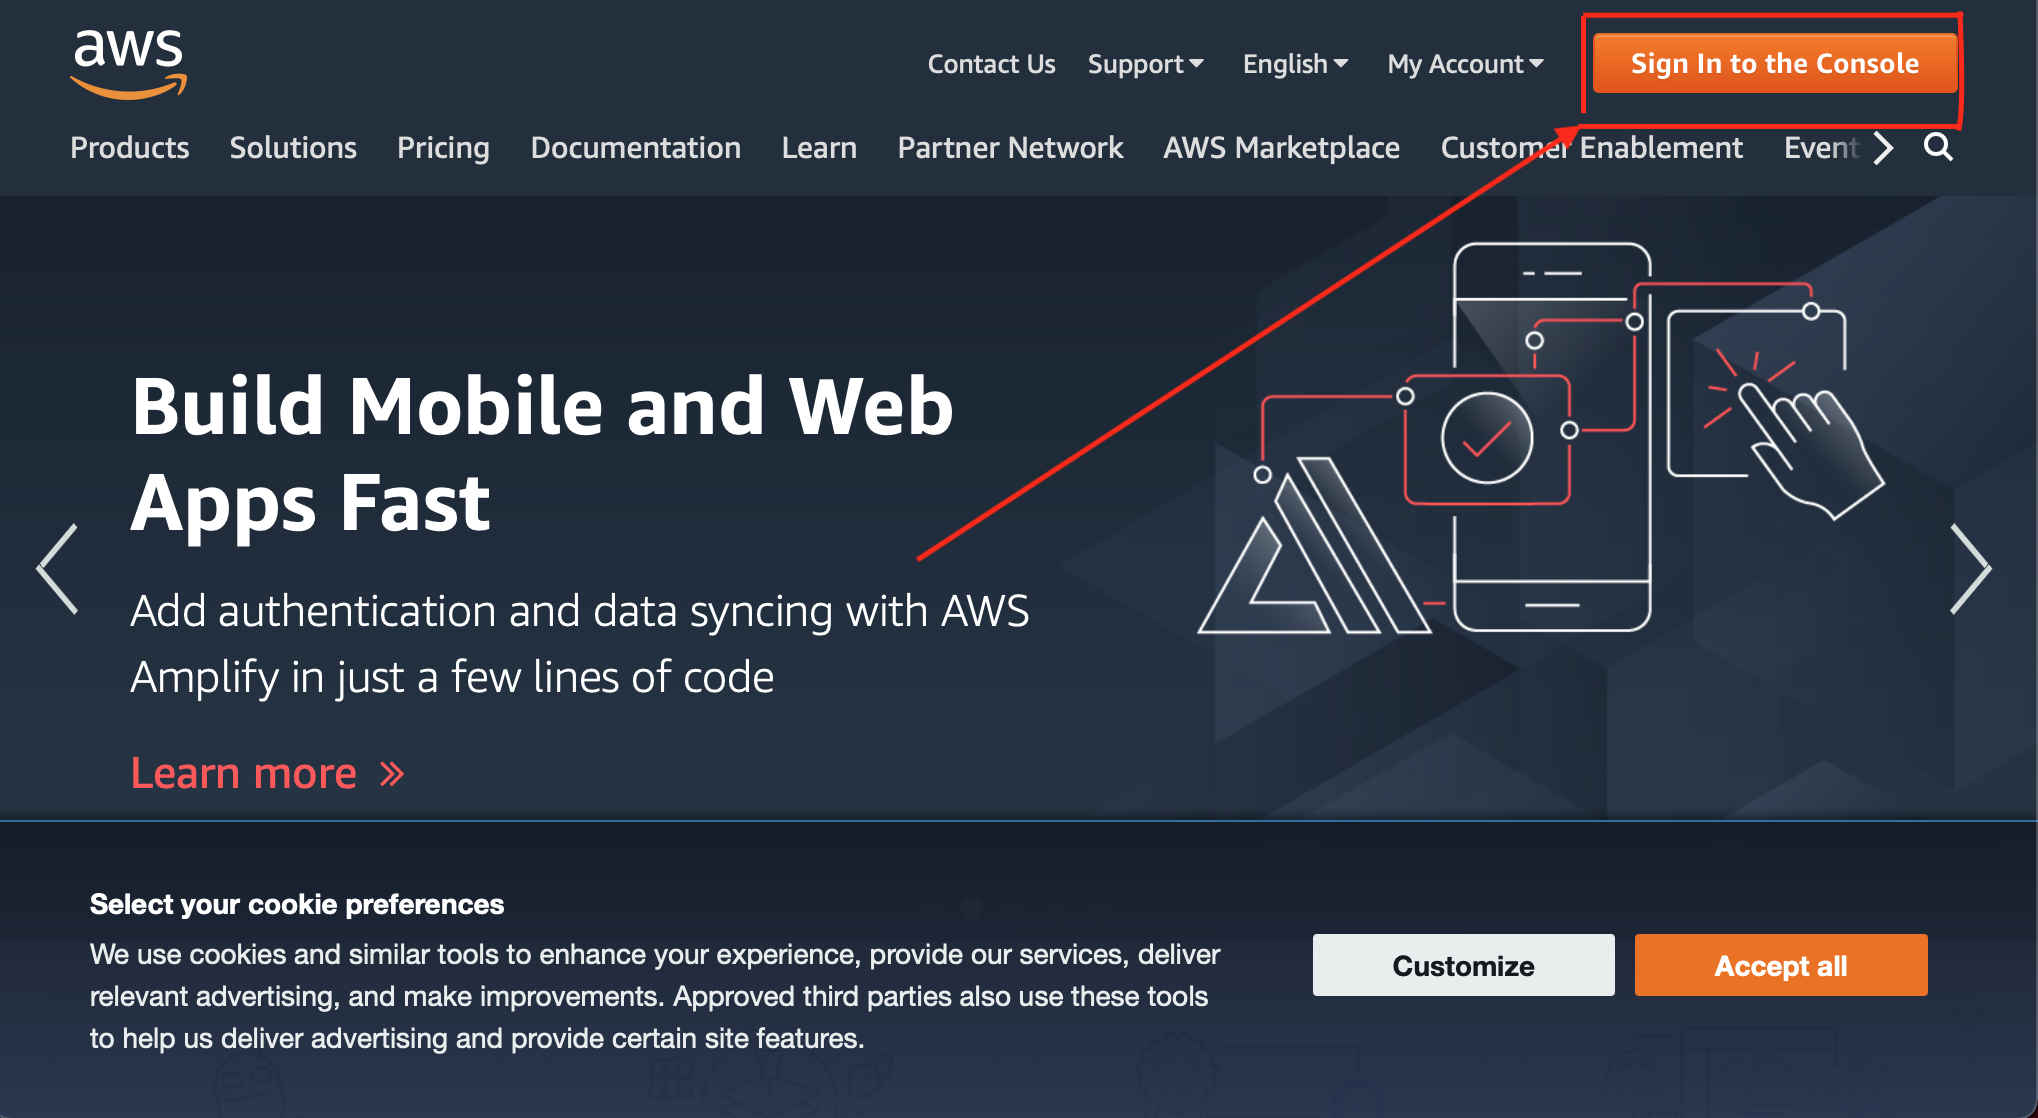 aws
Contact Us Support English My Account Sign In to the Console
Products Solutions Pricing Documentation Learn Partner Network AWS Marketplace Customer Enablement Event
Build Mobile and Web
Apps Fast
Add authentication and data syncing with AWS
Amplify in just a few lines of code
Learn more »
Select your cookie preferences
We use cookies and similar tools to enhance your experience, provide our services, deliver
relevant advertising, and make improvements. Approved third parties also use these tools
to help us deliver advertising and provide certain site features.
Customize Accept all